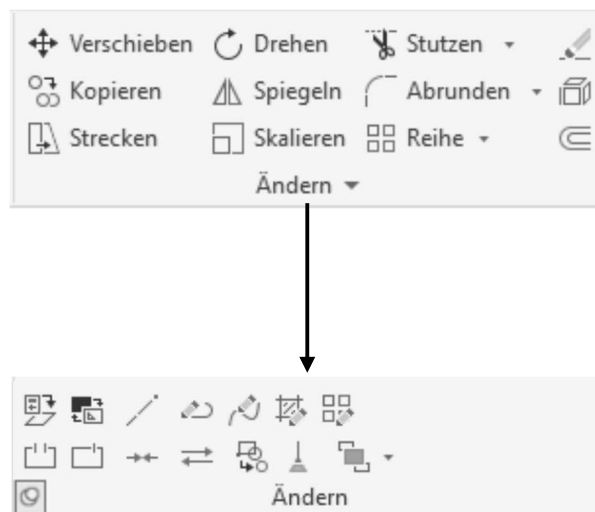 Verschieben Drehen Stutzen
Kopieren Spiegeln Abrunden
Strecken Skalieren Reihe
Ändern
Ändern